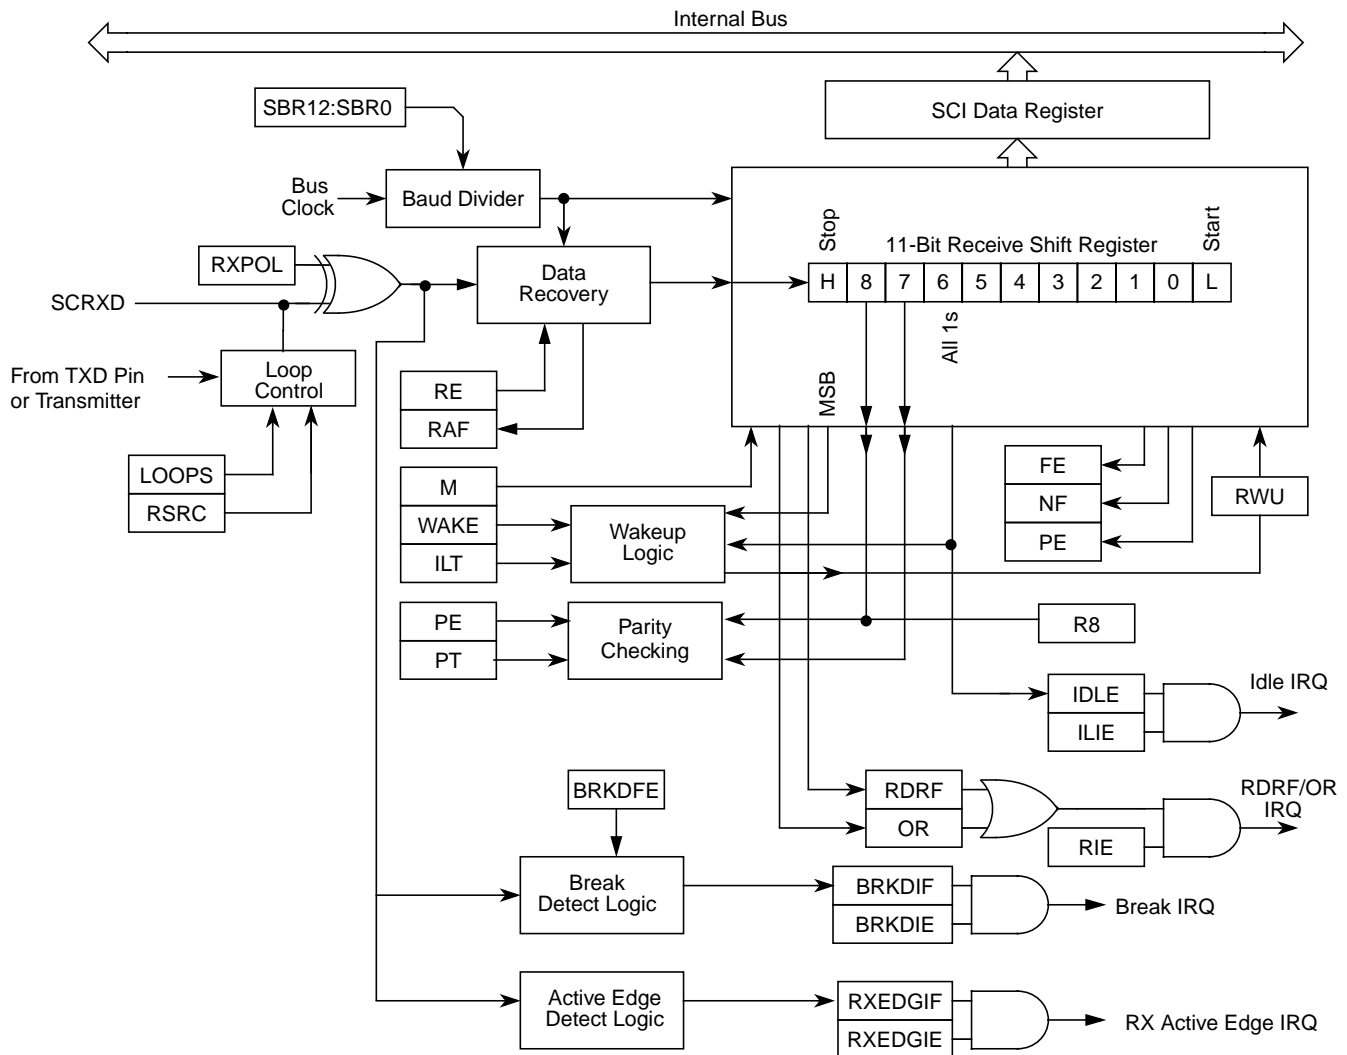 Internal Bus
SBR12:SBR0
SCI Data Register
Bus
Clock
Baud Divider
Stop
11-Bit Receive Shift Register
Start
RXPOL
Data
Recovery
H 8 7 6 5 4 3 2 1 0 L
SCRXD
All 1s
From TXD Pin
or Transmitter
Loop
Control
MSB
RE
RAF
LOOPS
RSRC
M
WAKE
ILT
Wakeup
Logic
FE
NF
PE
RWU
PE
PT
Parity
Checking
R8
IDLE
ILIE
Idle IRQ
BRKDFE
RDRF
OR
RIE
RDRF/OR
IRQ
Break
Detect Logic
BRKDIF
BRKDIE
Break IRQ
Active Edge
Detect Logic
RXEDGIF
RXEDGIE
RX Active Edge IRQ